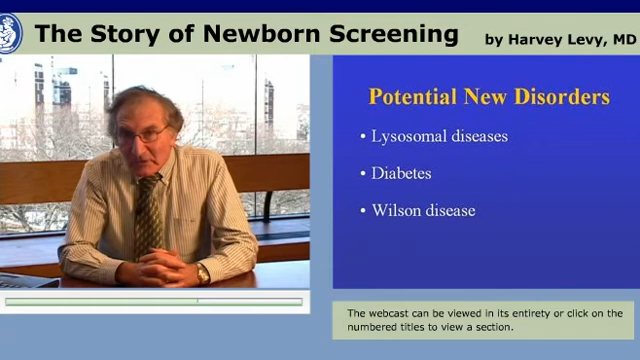 The Story of Newborn Screening by Harvey Levy, MD
Potential New Disorders
• Lysosomal diseases
• Diabetes
• Wilson disease
The webcast can be viewed in its entirety or click on the
numbered titles to view a section.